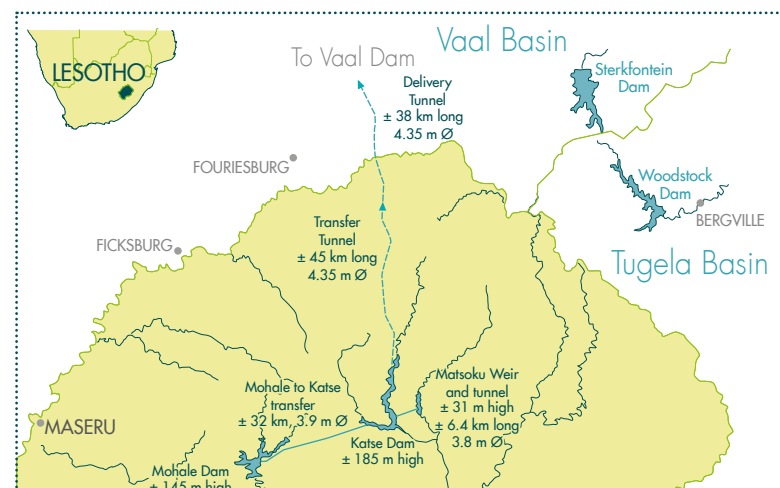 LESOTHO
To Vaal Dam
Vaal Basin
Delivery
Tunnel
± 38 km long
4.35 m Ø
Sterkfontein
Dam
FOURIESBURG
Woodstock
Dam
BERGVILLE
FICKSBURG
Transfer
Tunnel
± 45 km long
4.35 m Ø
Tugela Basin
Mohale to Katse
transfer
± 32 km, 3.9 m Ø
Matsoku Weir
and tunnel
± 31 m high
± 6.4 km long
3.8 m Ø
MASERU
Katse Dam
± 185 m high
Mohale Dam
± 145 m high